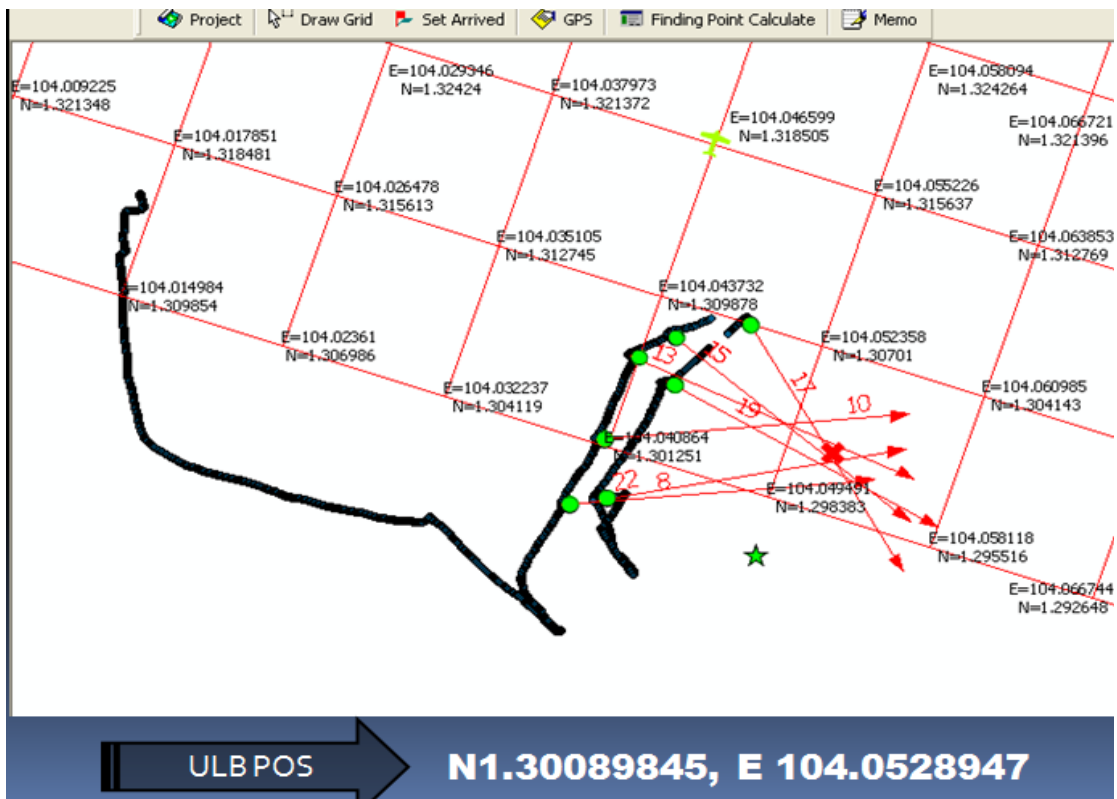 Project Draw Grid Set Arrived GPS Finding Point Calculate Memo
E=104.009225
N=1.321348
E=104.029346
N=1.32424
E=104.037973
N=1.321372
E=104.058094
N=1.324264
E=104.017851
N=1.318481
E=104.046599
N=1.318505
E=104.066721
N=1.321396
E=104.026478
N=1.315613
E=104.055226
N=1.315637
E=104.035105
N=1.312745
E=104.063853
N=1.312769
E=104.014984
N=1.309854
E=104.043732
N=1.309878
E=104.02361
N=1.306986
E=104.052358
N=1.30701
13
15
17
E=104.032237
N=1.304119
E=104.060985
N=1.304143
19
10
E=104.040864
N=1.301251
22
8
E=104.049491
N=1.298383
E=104.058118
N=1.295516
E=104.066744
N=1.292648
ULB POS
N1.30089845, E 104.0528947